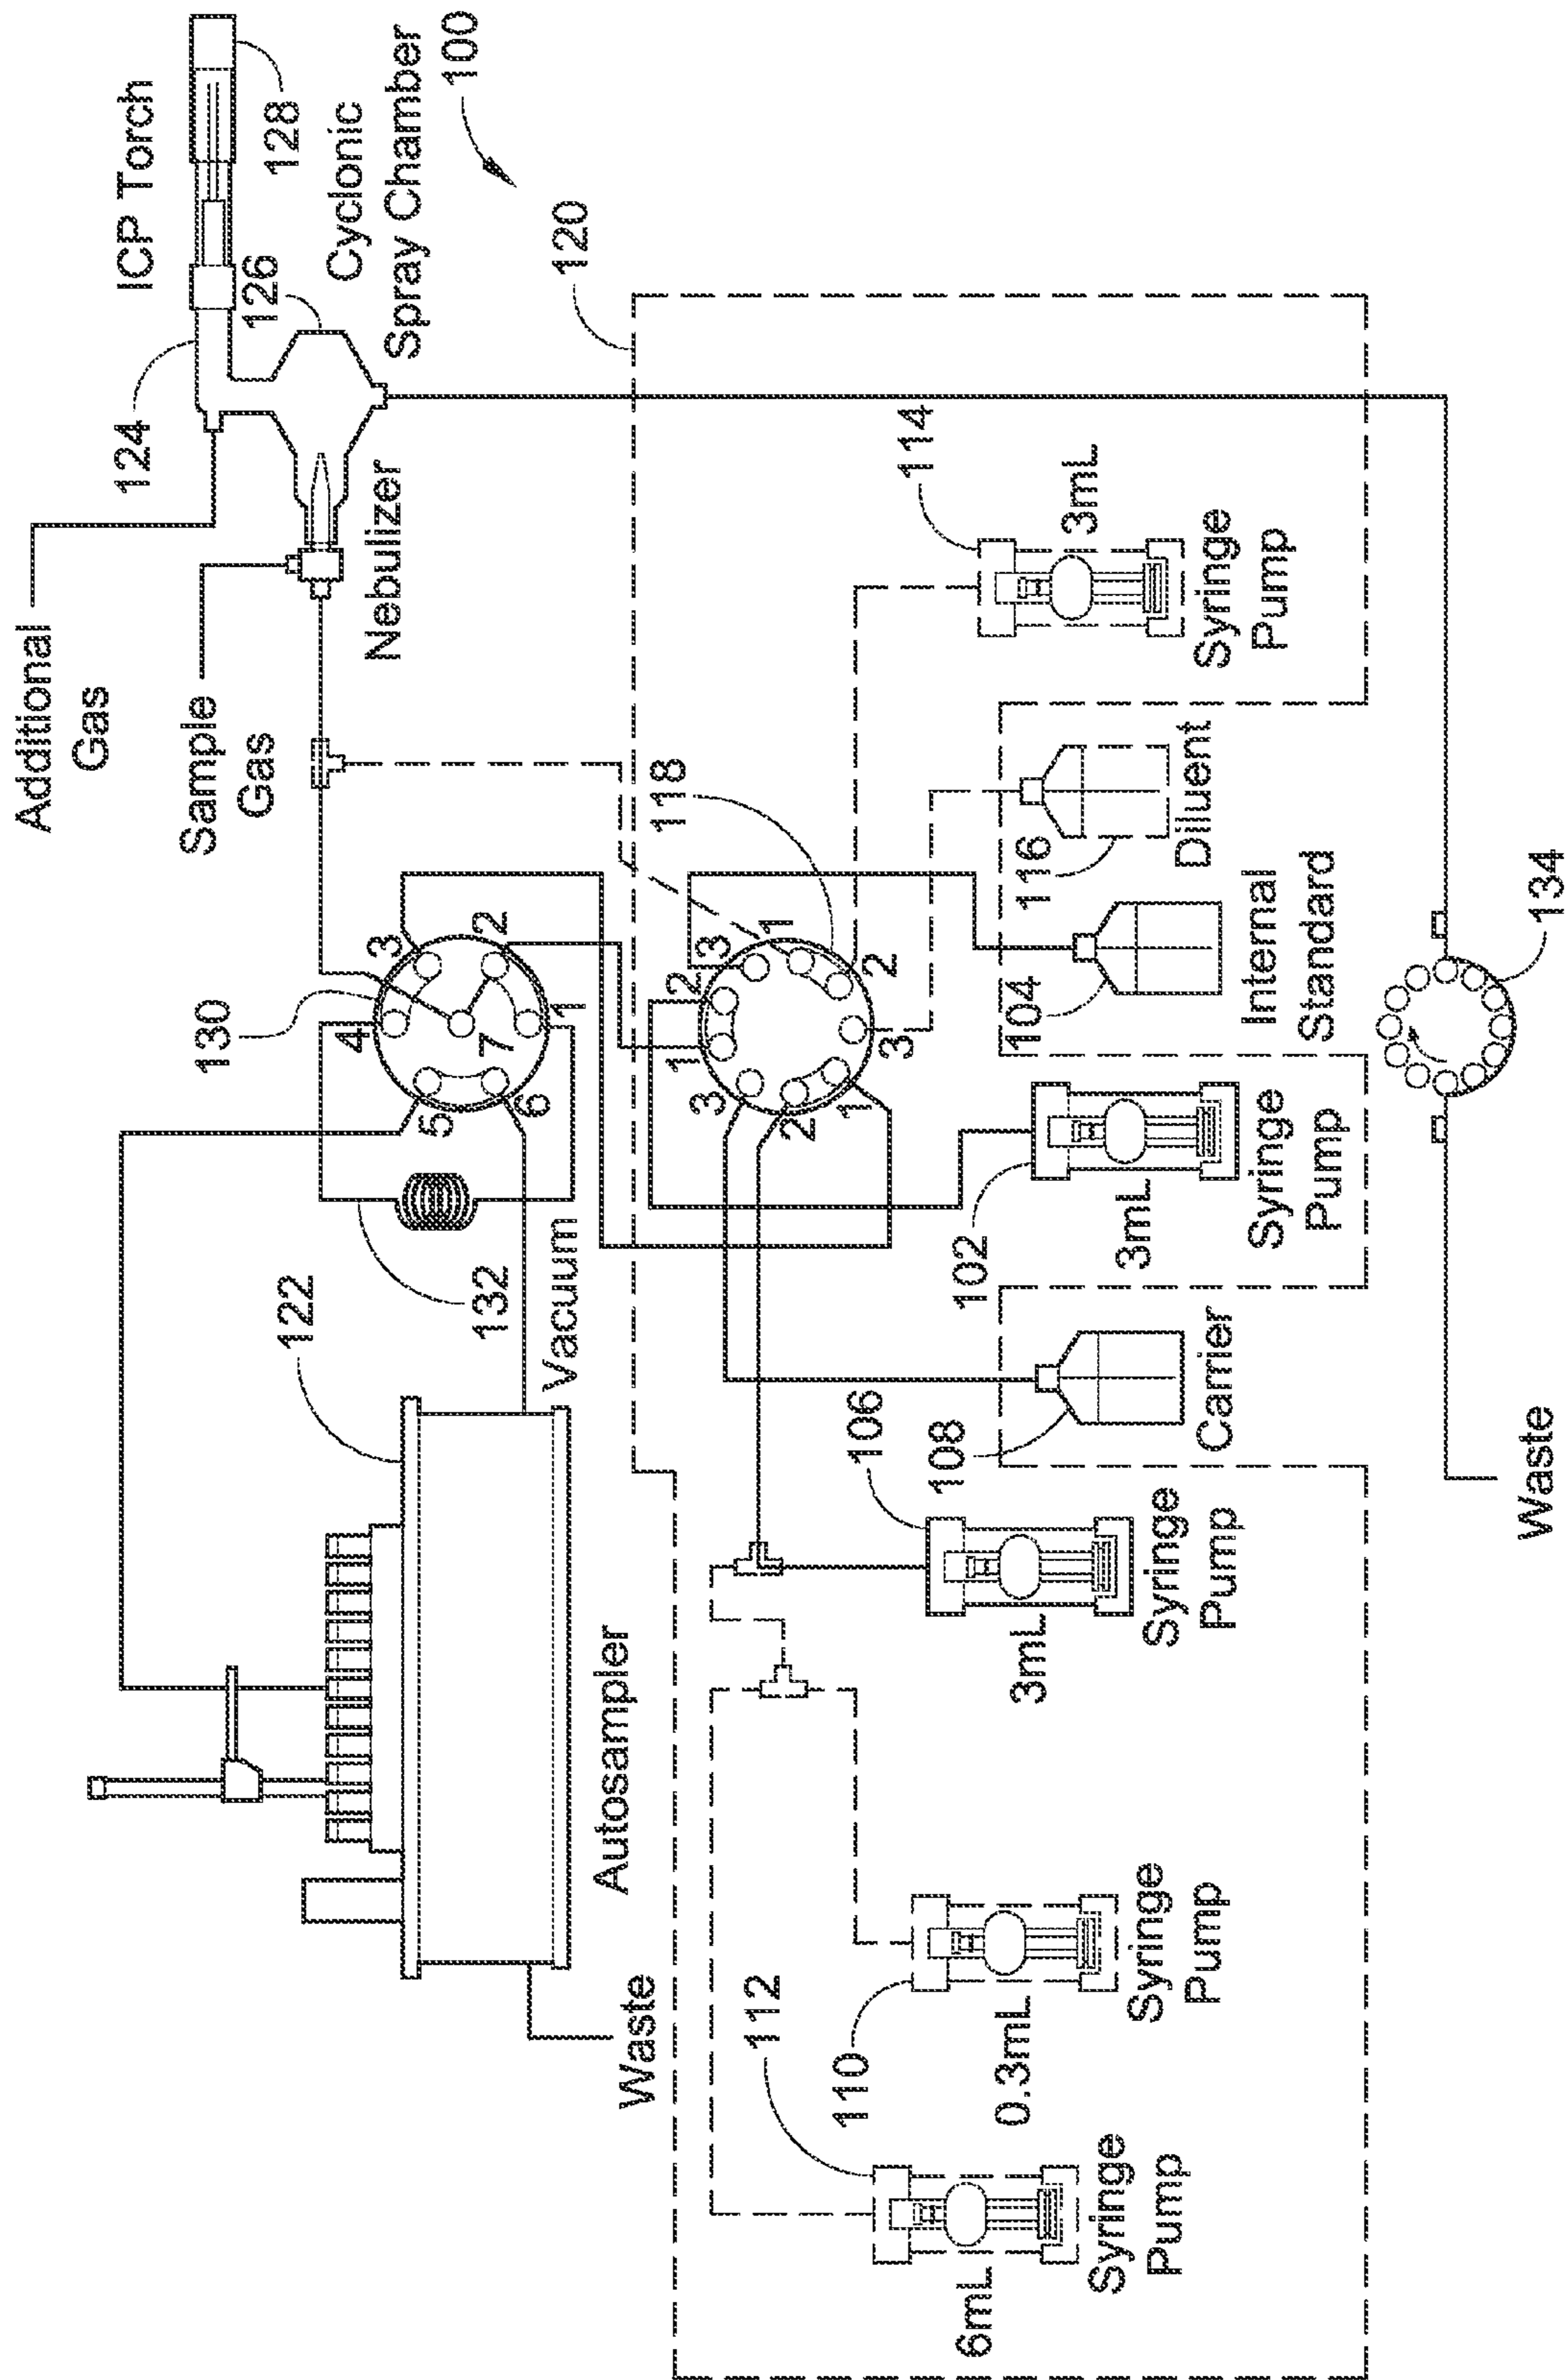 Additional
Gas
Sample
Gas
124
ICP Torch
126
128
Cyclonic
Spray Chamber
100
Nebulizer
122
130
3
4
2
5
7
1
6
132
Vacuum
Autosampler
Waste
120
118
2
3
1
1
2
3
2
3
1
112
6mL
Syringe
Pump
110
0.3mL
Syringe
Pump
106
3mL
Syringe
Pump
108
Carrier
102
3mL
Syringe
Pump
104
Internal
Standard
116
Diluent
114
3mL
Syringe
Pump
134
Waste